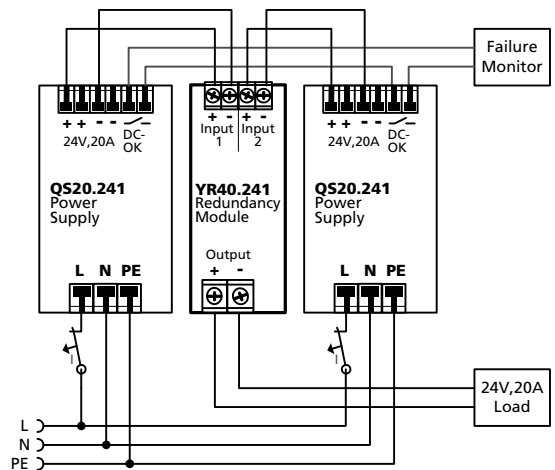 Failure
Monitor
+ + - -
24V,20A
DC-
OK
QS20.241
Power
Supply
L N PE
+ - + -
Input
1
Input
2
YR40.241
Redundancy
Module
Output
+ -
+ + - -
24V,20A
DC-
OK
QS20.241
Power
Supply
L N PE
I
I
24V,20A
Load
L
N
PE